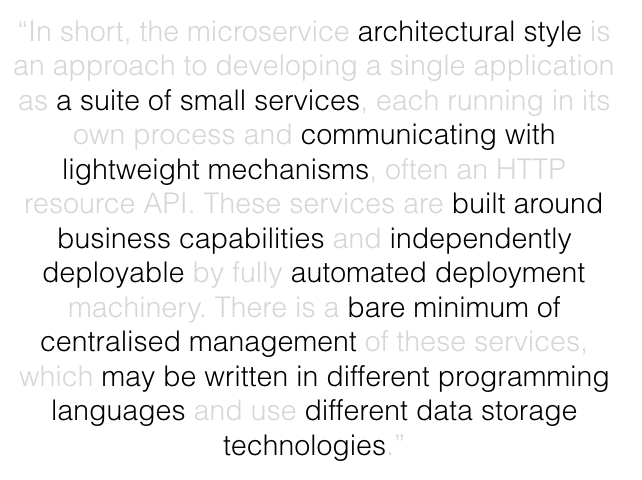 “In short, the microservice architectural style is
an approach to developing a single application
as a suite of small services, each running in its
own process and communicating with
lightweight mechanisms, often an HTTP
resource API. These services are built around
business capabilities and independently
deployable by fully automated deployment
machinery. There is a bare minimum of
centralised management of these services,
which may be written in different programming
languages and use different data storage
technologies.”